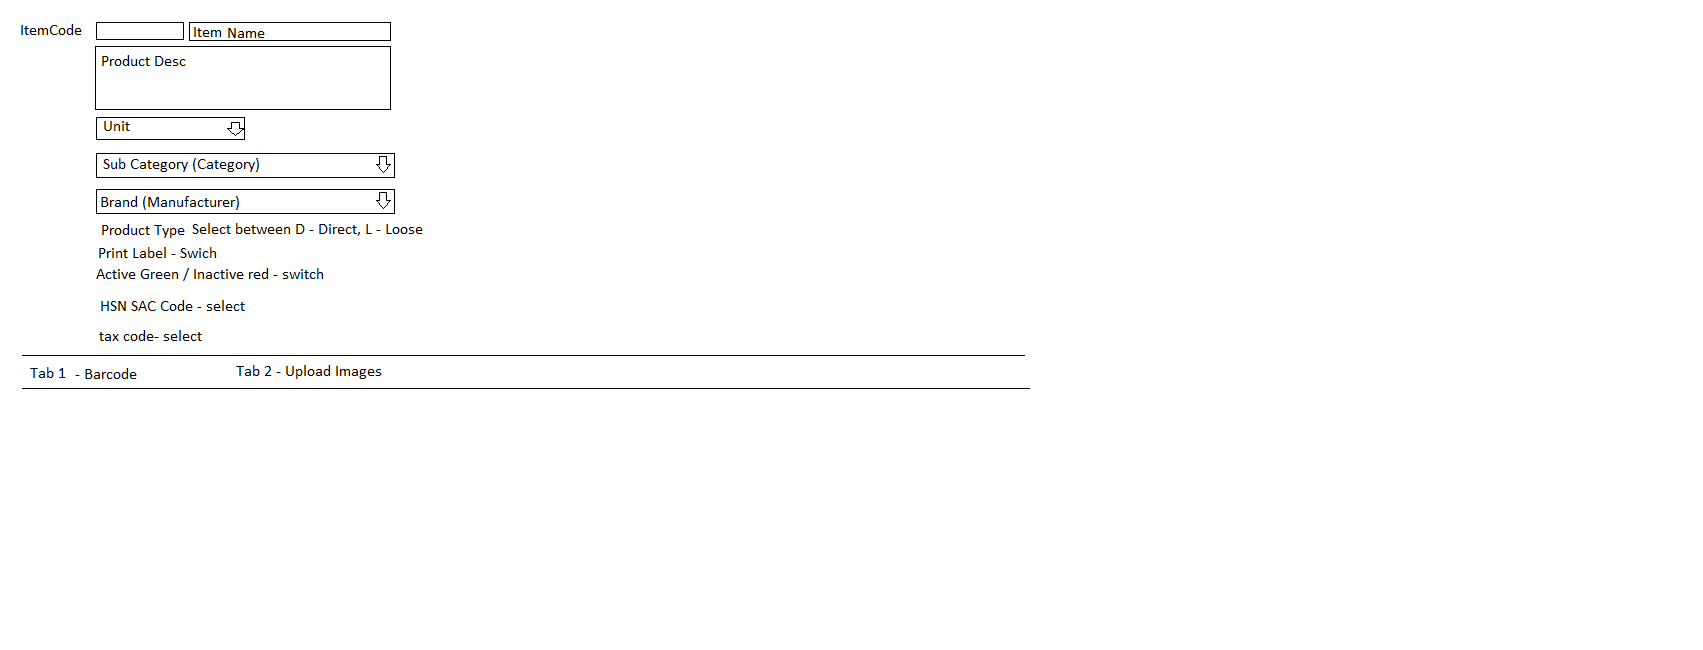 ItemCode Item Name
Product Desc
Unit
Sub Category (Category)
Brand (Manufacturer)
Product Type Select between D - Direct, L - Loose
Print Label - Swich
Active Green / Inactive red - switch
HSN SAC Code - select
tax code- select
Tab 1 - Barcode Tab 2 - Upload Images